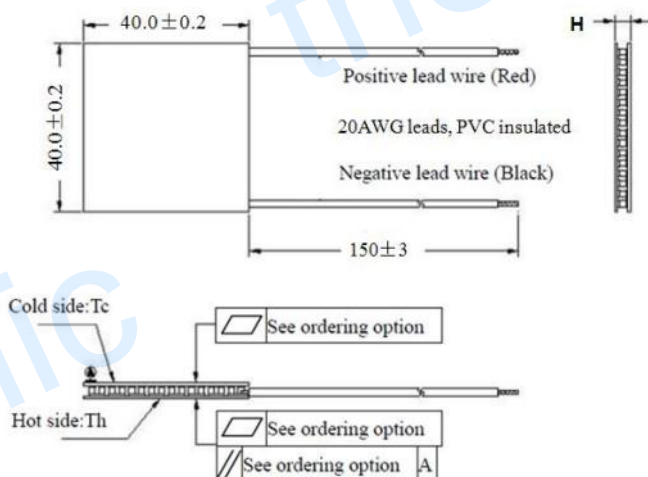 40.0±0.2
H
40.0±0.2
Positive lead wire (Red)
20AWG leads, PVC insulated
Negative lead wire (Black)
150±3
Cold side:Tc
See ordering option
A
Hot side:Th
See ordering option
See ordering option A